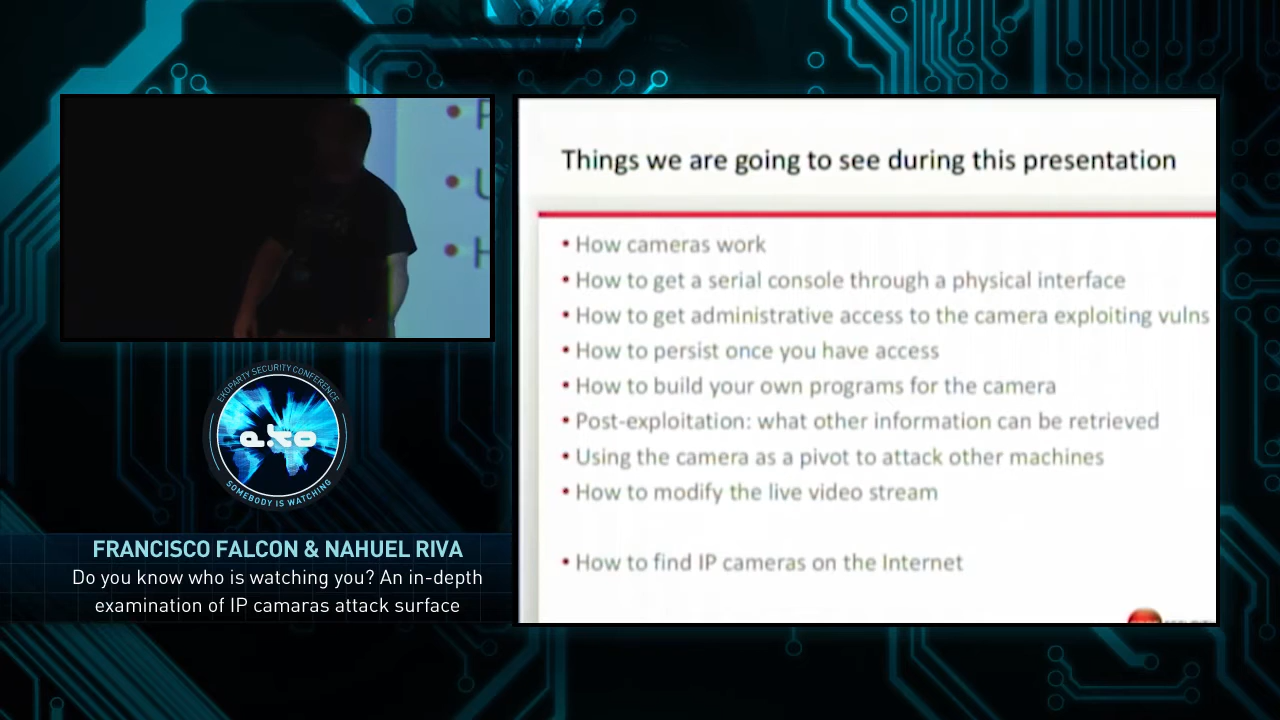 Things we are going to see during this presentation
• How cameras work
• How to get a serial console through a physical interface
• How to get administrative access to the camera exploiting vulns
• How to persist once you have access
• How to build your own programs for the camera
• Post-exploitation: what other information can be retrieved
• Using the camera as a pivot to attack other machines
• How to modify the live video stream
• How to find IP cameras on the Internet
EKOPARTY SECURITY CONFERENCE
eko
SOMEBODY IS WATCHING
FRANCISCO FALCON & NAHUEL RIVA
Do you know who is watching you? An in-depth
examination of IP camaras attack surface